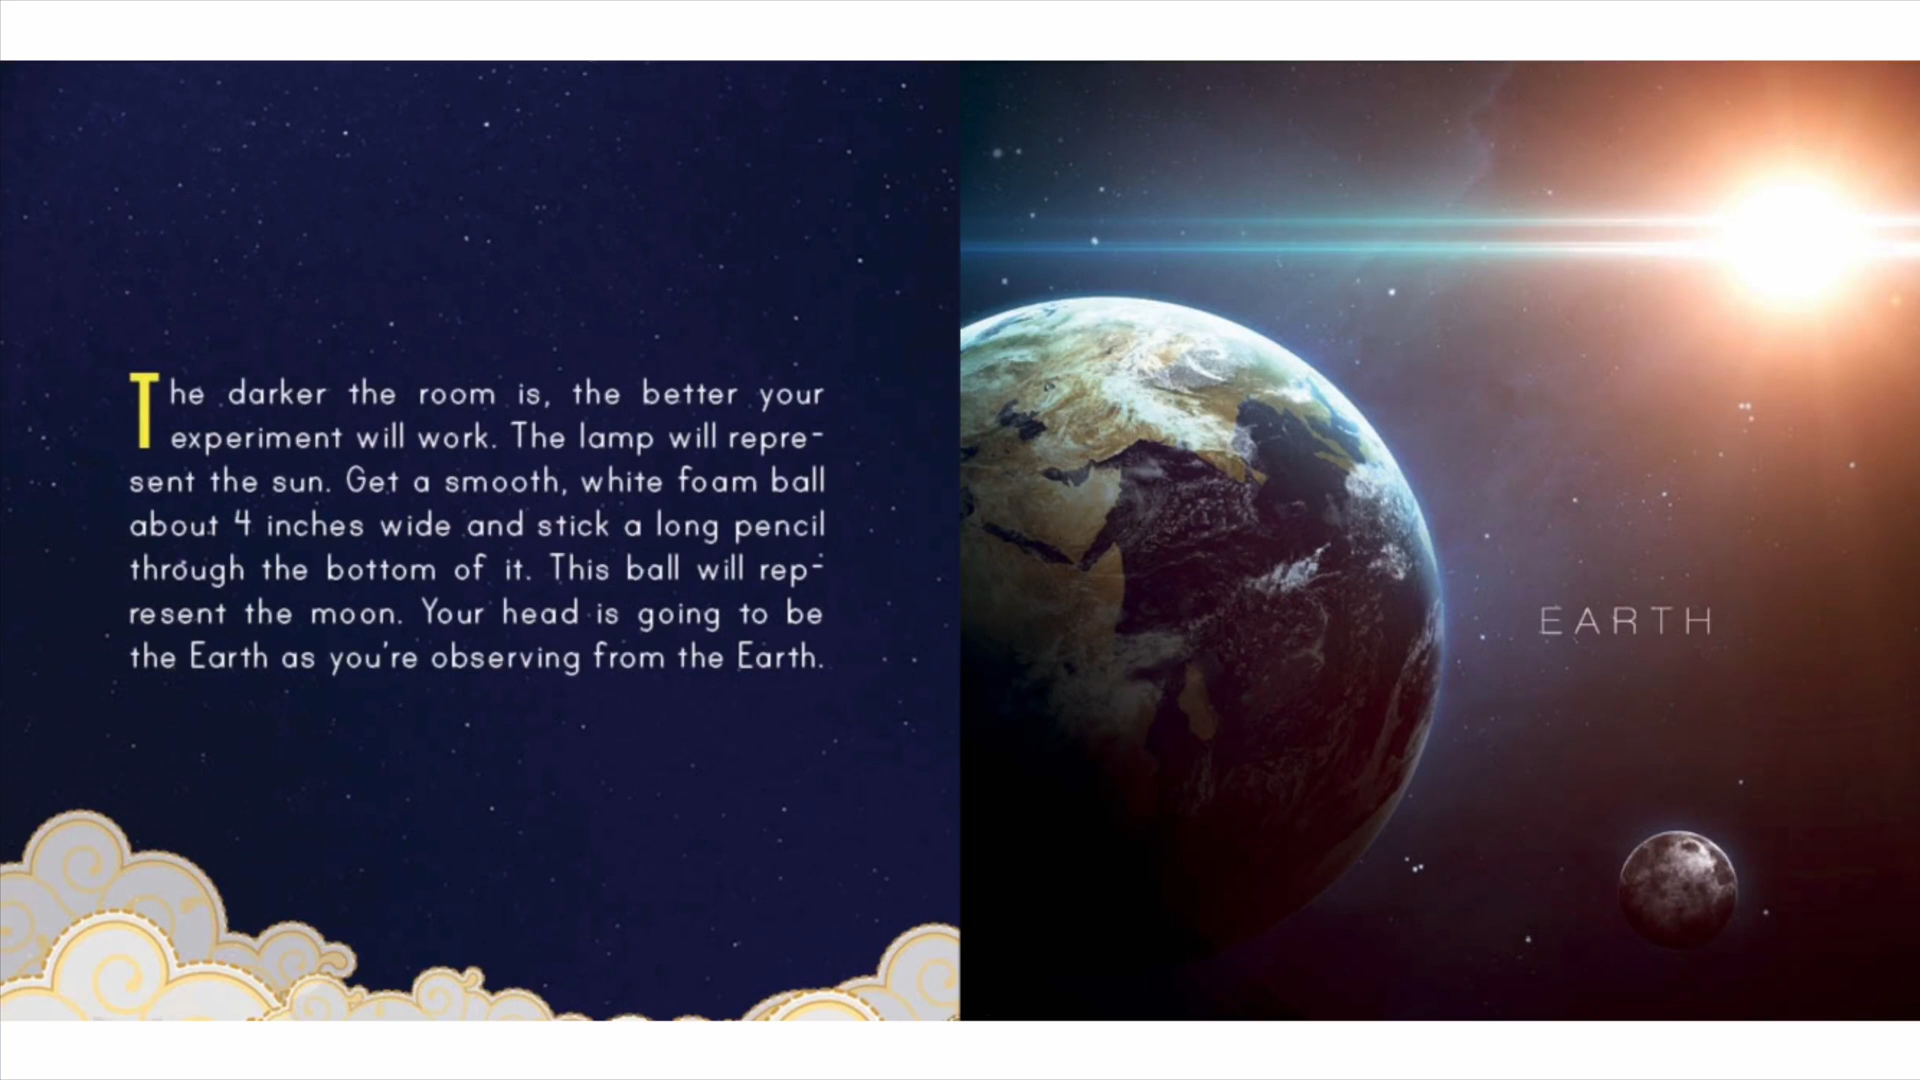 The darker the room is, the better your
experiment will work. The lamp will repre-
sent the sun. Get a smooth, white foam ball
about 4 inches wide and stick a long pencil
through the bottom of it. This ball will rep-
resent the moon. Your head is going to be
the Earth as you're observing from the Earth.
EARTH